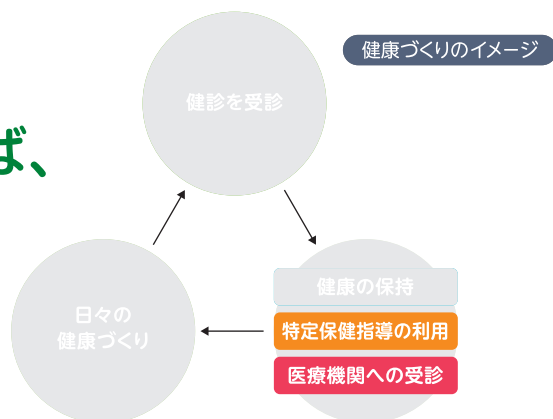 健康づくりのイメージ
ば、
健診を受診
健康の保持
特定保健指導の利用
医療機関への受診
日々の
健康づくり